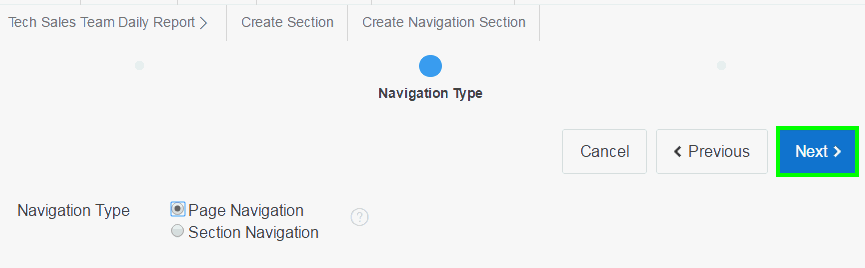 Tech Sales Team Daily Report > Create Section Create Navigation Section
Navigation Type
Cancel < Previous Next >
Navigation Type Page Navigation ?
Section Navigation